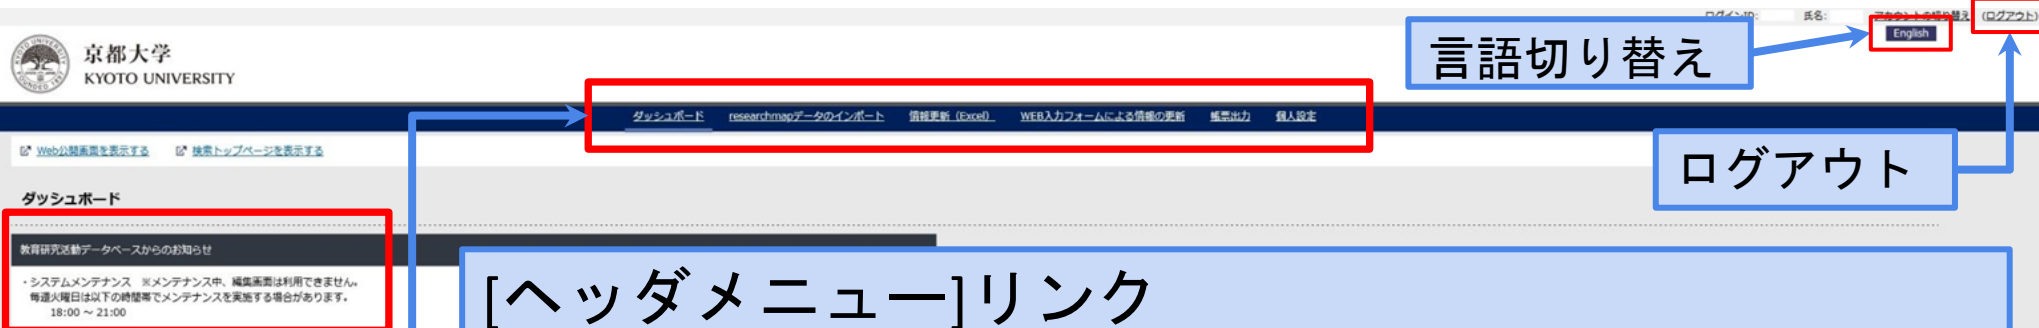 ログインID: 氏名: アカウントの切り替え (ログアウト)
English
言語切り替え
京都大学
KYOTO UNIVERSITY
ダッシュボード researchmapデータのインポート 情報更新 (Excel) WEB入力フォームによる情報の更新 帳票出力 個人設定
Web公開画面を表示する 検索トップページを表示する
ログアウト
ダッシュボード
教育研究活動データベースからのお知らせ
・システムメンテナンス ※メンテナンス中、編集画面は利用できません。
毎週火曜日は以下の時間帯でメンテナンスを実施する場合があります。
18:00 ~ 21:00
[ヘッダメニュー]リンク